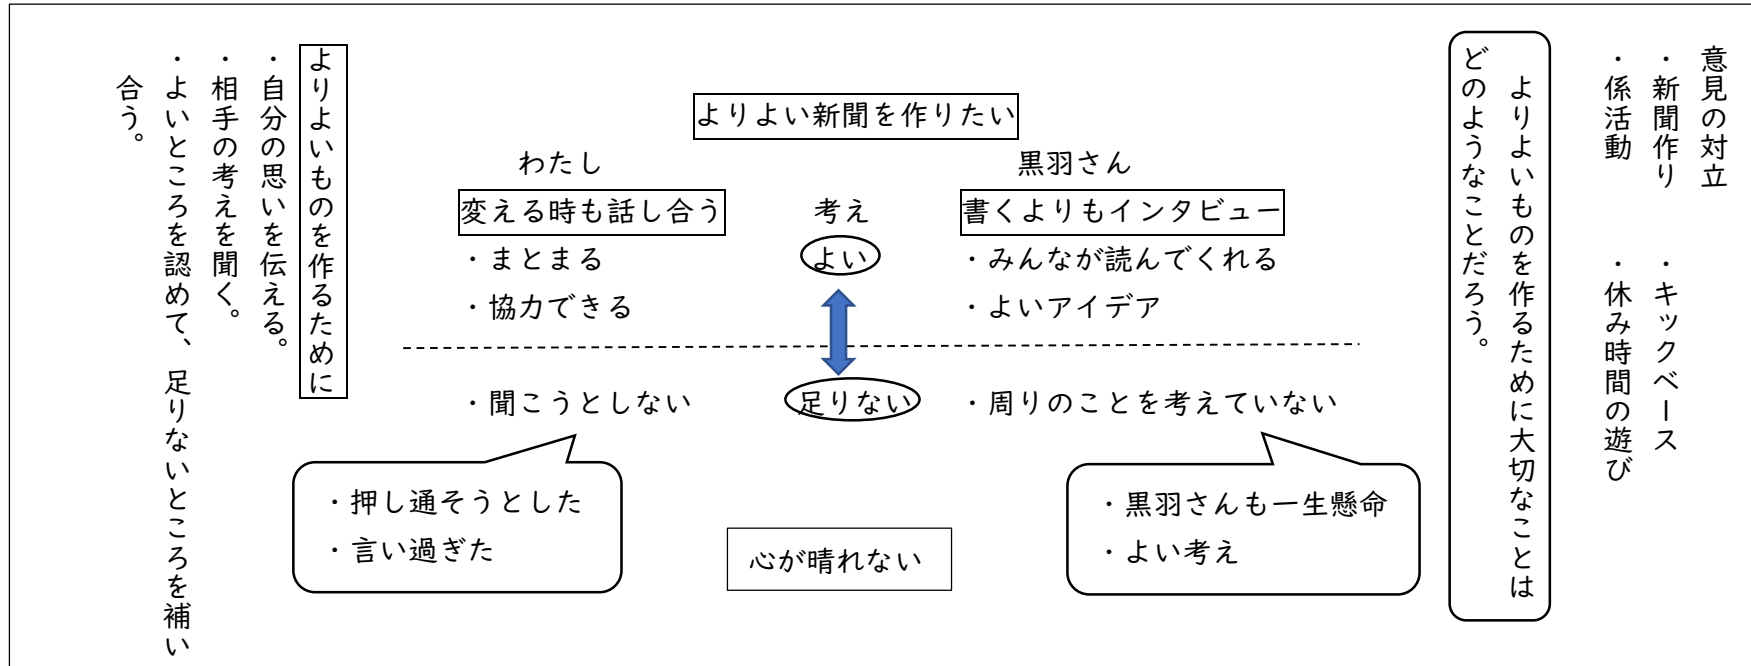 意見の対立
・新聞作り　・キックベース
・係活動　・休み時間の遊び
よりよいものを作るために大切なことは
どのようなことだろう。
よりよい新聞を作りたい
黒羽さん
書くよりもインタビュー
・みんなが読んでくれる
・よいアイデア
・周りのことを考えていない
・黒羽さんも一生懸命
・よい考え
考え
よい
足りない
心が晴れない
わたし
変える時も話し合う
・まとまる
・協力できる
・聞こうとしない
・押し通そうとした
・言い過ぎた
よりよいものを作るために
・自分の思いを伝える。
・相手の考えを聞く。
・よいところを認めて、足りないところを補い
合う。